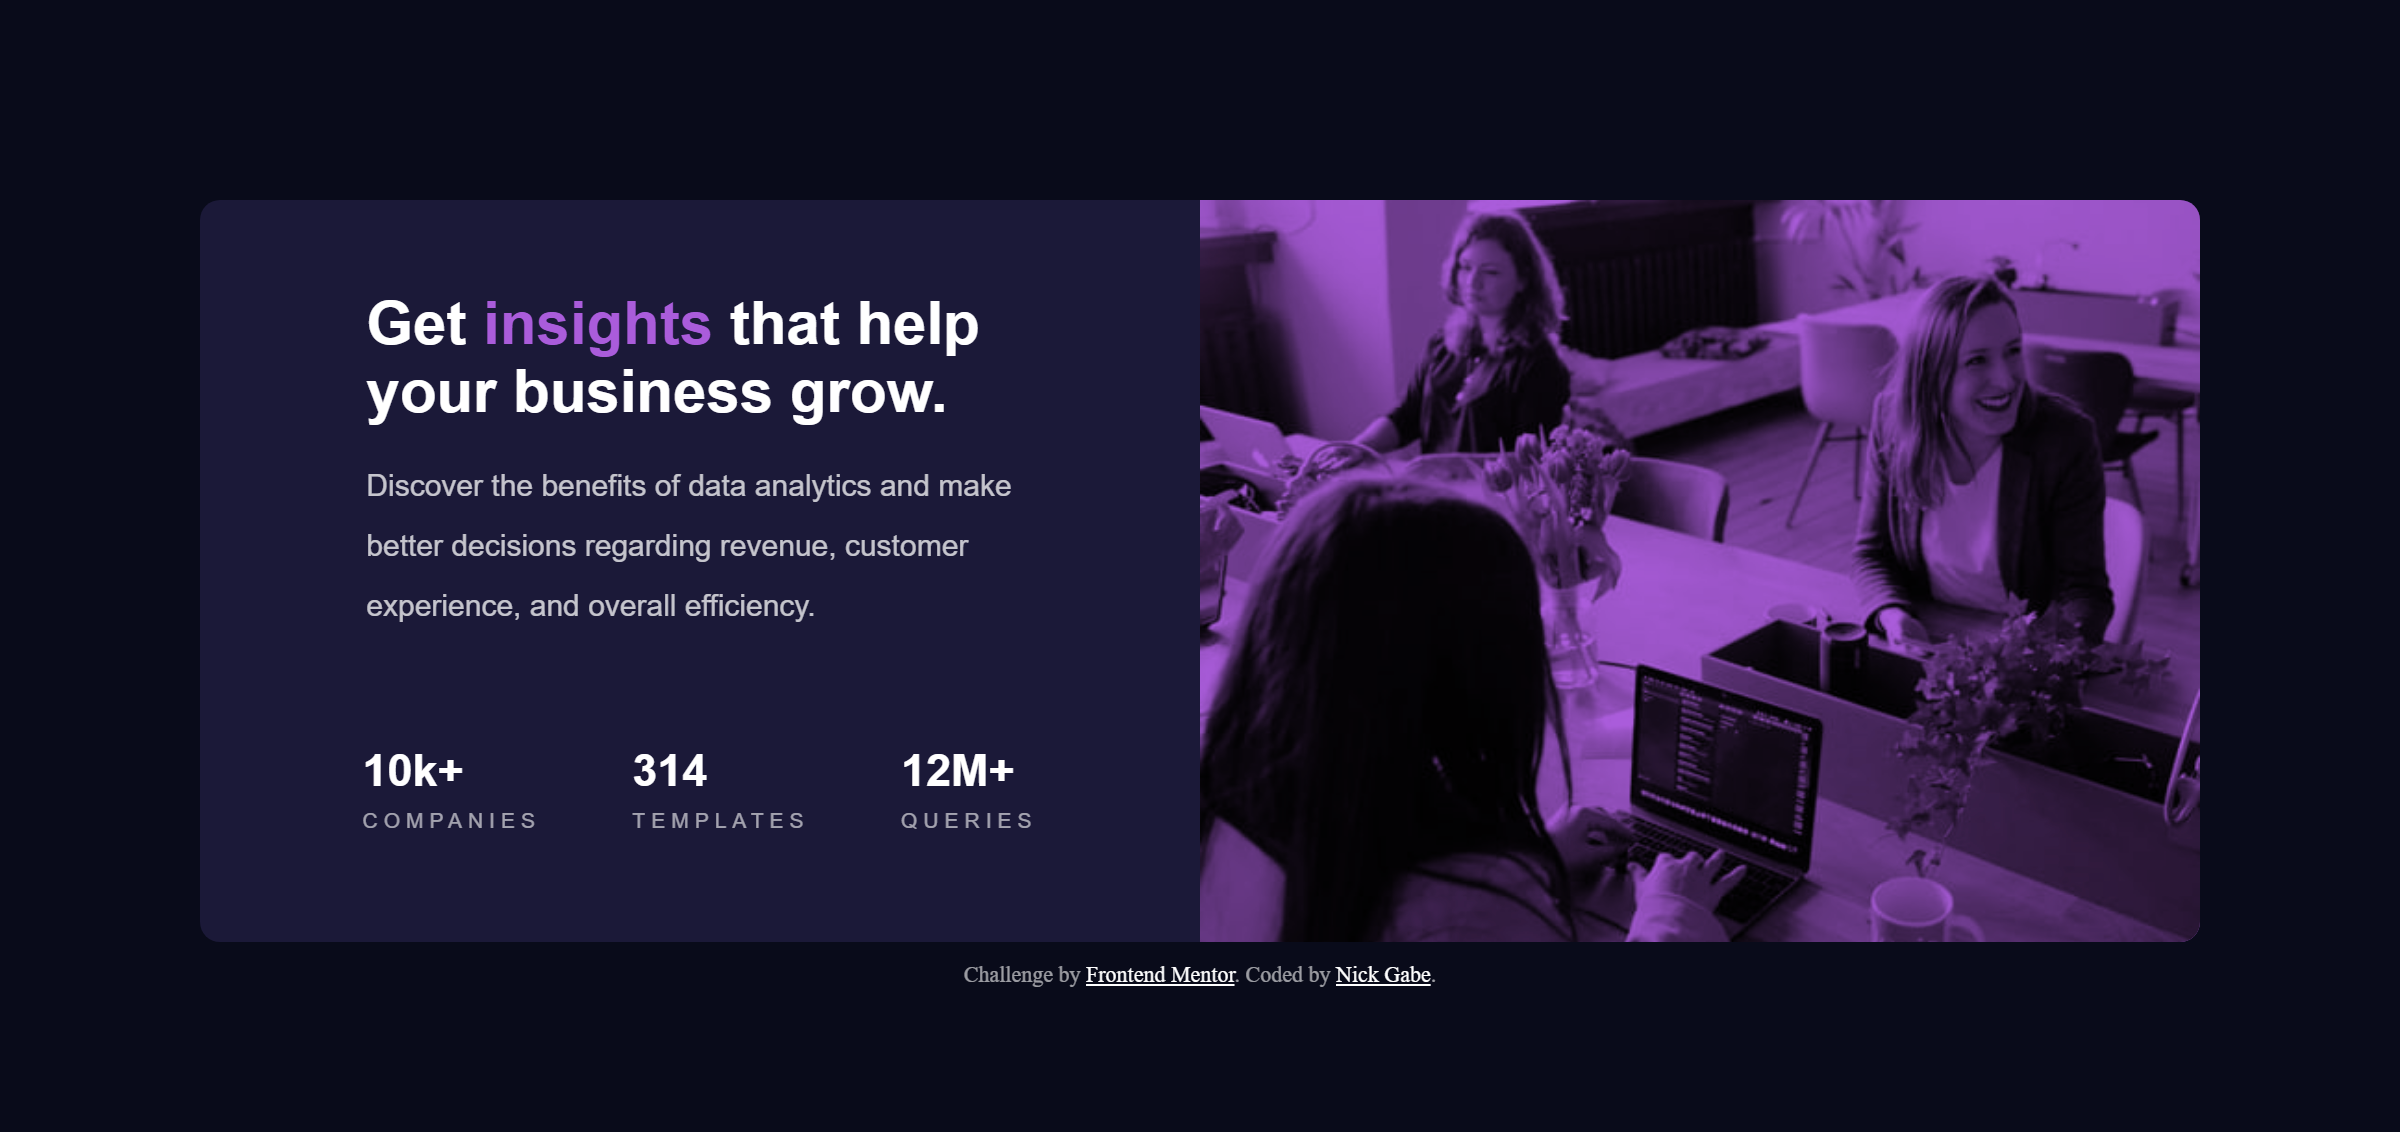 Get insights that help
your business grow.
Discover the benefits of data analytics and make
better decisions regarding revenue, customer
experience, and overall efficiency.
10k+
COMPANIES
314
TEMPLATES
12M+
QUERIES
Challenge by Frontend Mentor. Coded by Nick Gabe.